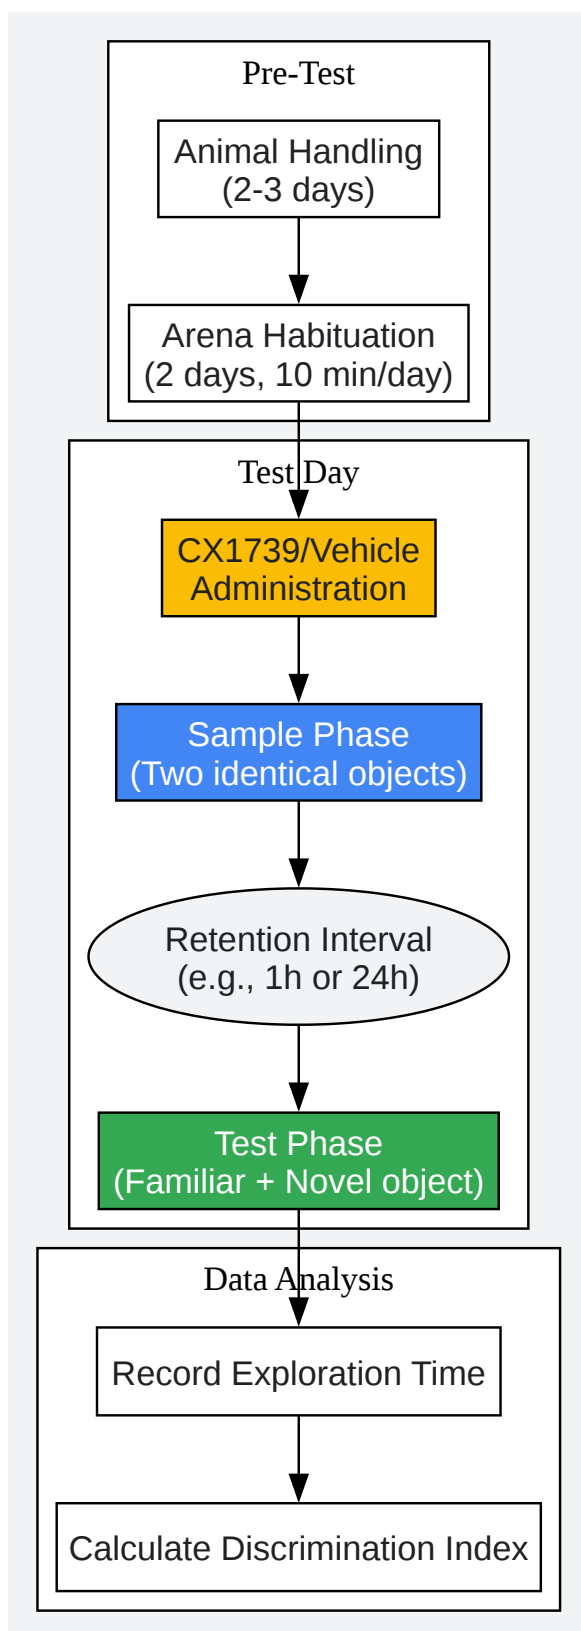 Pre-Test
Animal Handling
(2-3 days)
Arena Habituation
(2 days, 10 min/day)
Test Day
CX1739/Vehicle
Administration
Sample Phase
(Two identical objects)
Retention Interval
(e.g., 1h or 24h)
Test Phase
(Familiar + Novel object)
Data Analysis
Record Exploration Time
Calculate Discrimination Index